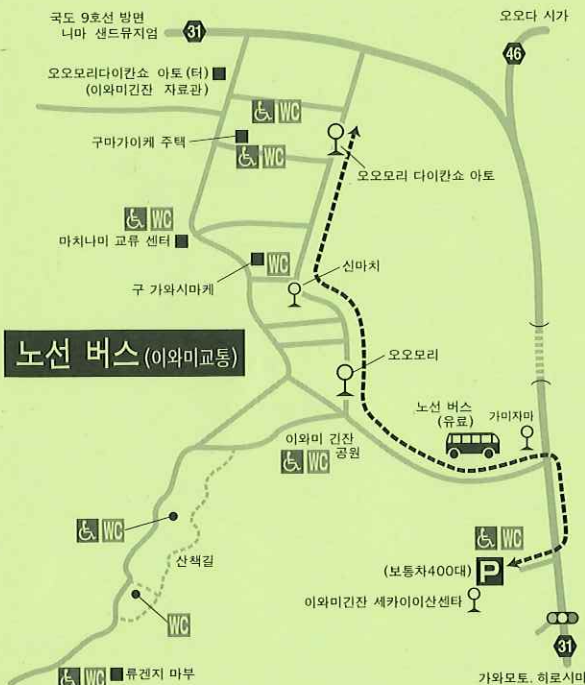 국도 9호선 방면
니마 샌드뮤지엄
31
오오다 시가
46
오오모리다이칸쇼 아토(터)
(이와미긴잔 자료관)
WC
구마가이케 주택
WC
오오모리 다이칸쇼 아토
WC
마치나미 교류 센터
WC
구 가와시마케
신마치
노선 버스 (이와미교통)
오오모리
노선 버스
(유료)
가미자마
이와미 긴잔
공원
WC
WC
산책길
WC
(보통차400대)
P
이와미긴잔 세카이이산센타
WC
WC
류겐지 마부
31
가와모토, 히로시마